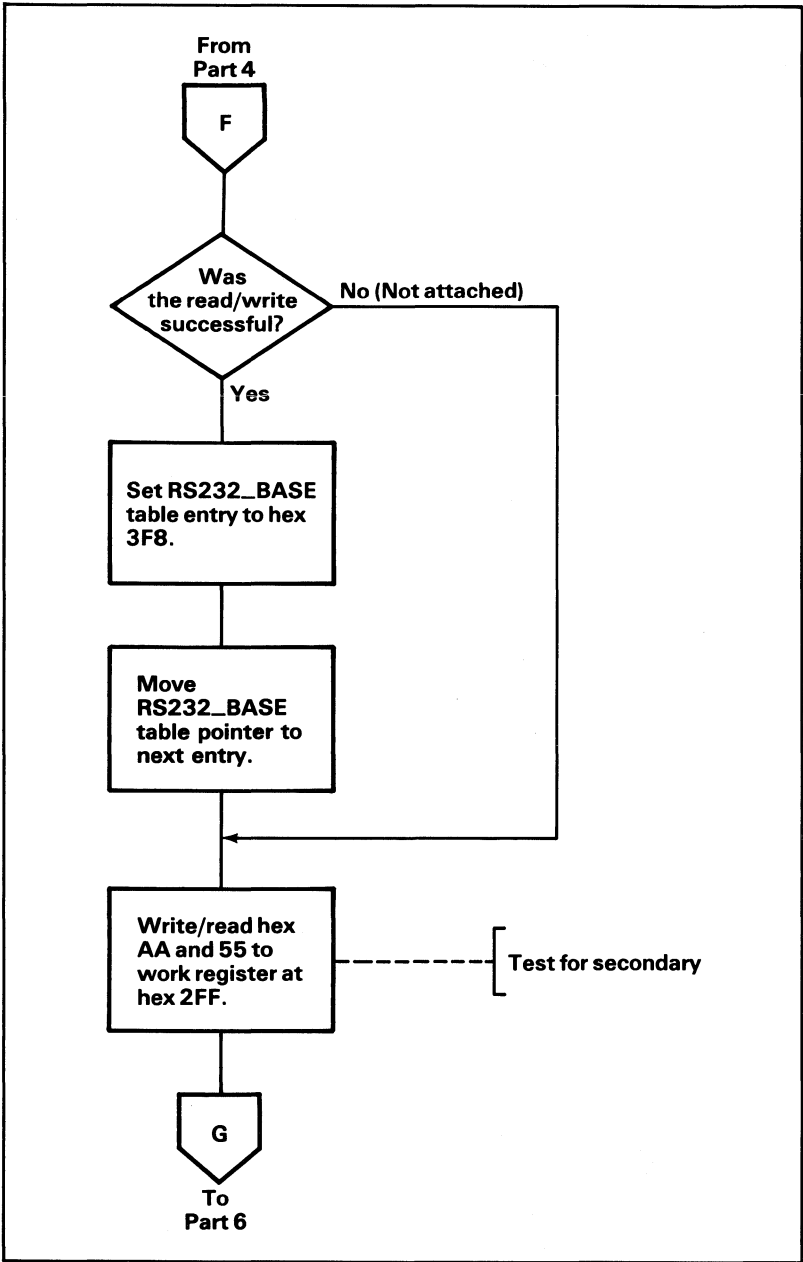 From
Part 4
F
Was
the read/write
successful?
No (Not attached)
Yes
Set RS232_BASE
table entry to hex
3F8.
Move
RS232_BASE
table pointer to
next entry.
Write/read hex
AA and 55 to
work register at
hex 2FF.
Test for secondary
G
To
Part 6